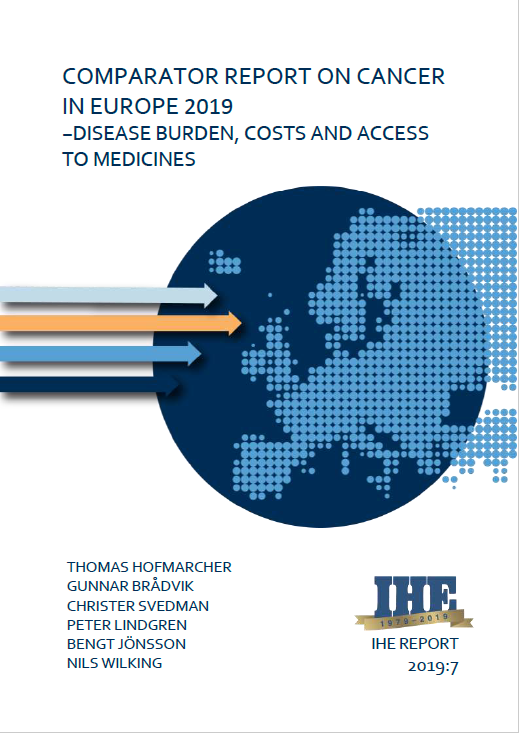 COMPARATOR REPORT ON CANCER
IN EUROPE 2019
–DISEASE BURDEN, COSTS AND ACCESS
TO MEDICINES
THOMAS HOFMARCHER
GUNNAR BRÅDVIK
CHRISTER SVEDMAN
PETER LINDGREN
BENGT JÖNSSON
NILS WILKING
IHE
1979–2019
IHE REPORT
2019:7